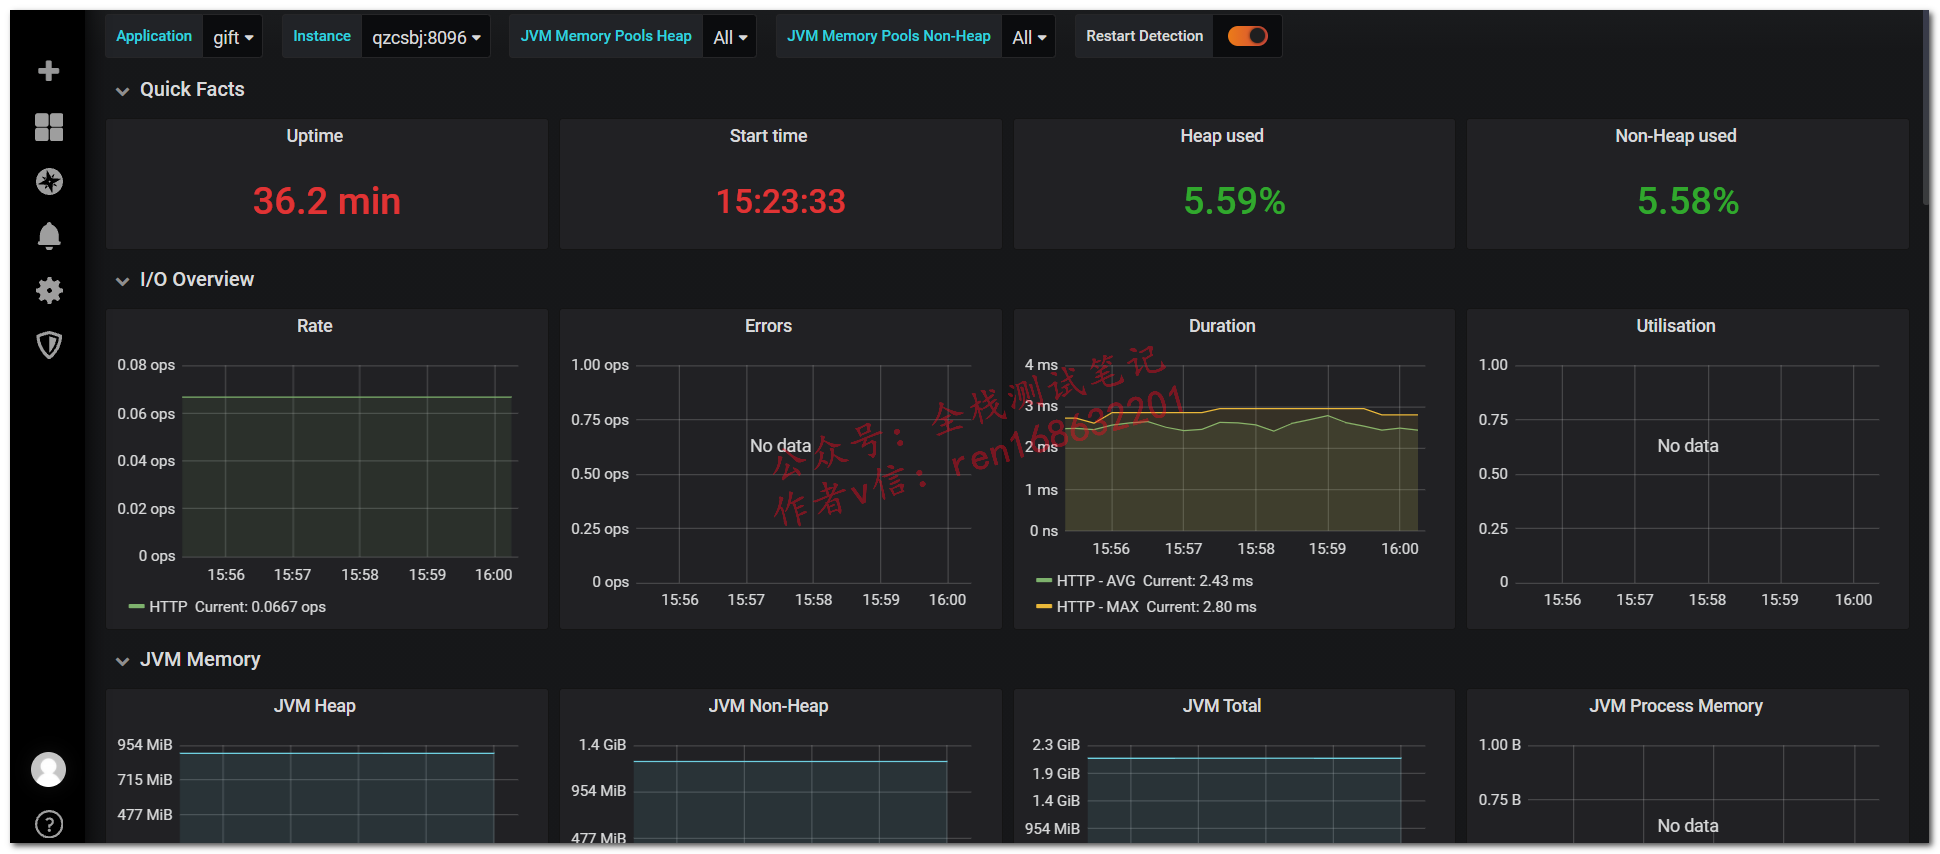 Application gift Instance qzcsbj:8096 JVM Memory Pools Heap All JVM Memory Pools Non-Heap All Restart Detection
Quick Facts
Uptime
36.2 min
Start time
15:23:33
Heap used
5.59%
Non-Heap used
5.58%
I/O Overview
Rate
0.08 ops
0.06 ops
0.04 ops
0.02 ops
0 ops
15:56 15:57 15:58 15:59 16:00
HTTP Current: 0.0667 ops
Errors
1.00 ops
0.75 ops
0.50 ops
0.25 ops
0 ops
No data
15:56 15:57 15:58 15:59 16:00
Duration
4 ms
3 ms
2 ms
1 ms
0 ns
15:56 15:57 15:58 15:59 16:00
HTTP - AVG Current: 2.43 ms
HTTP - MAX Current: 2.80 ms
Utilisation
1.00
0.75
0.50
0.25
0
No data
15:56 15:57 15:58 15:59 16:00
公众号：全栈测试笔记
作者v信：ren168632201
JVM Memory
JVM Heap
954 MiB
715 MiB
477 MiB
JVM Non-Heap
1.4 GiB
954 MiB
477 MiB
JVM Total
2.3 GiB
1.9 GiB
1.4 GiB
954 MiB
JVM Process Memory
1.00 B
0.75 B
No data